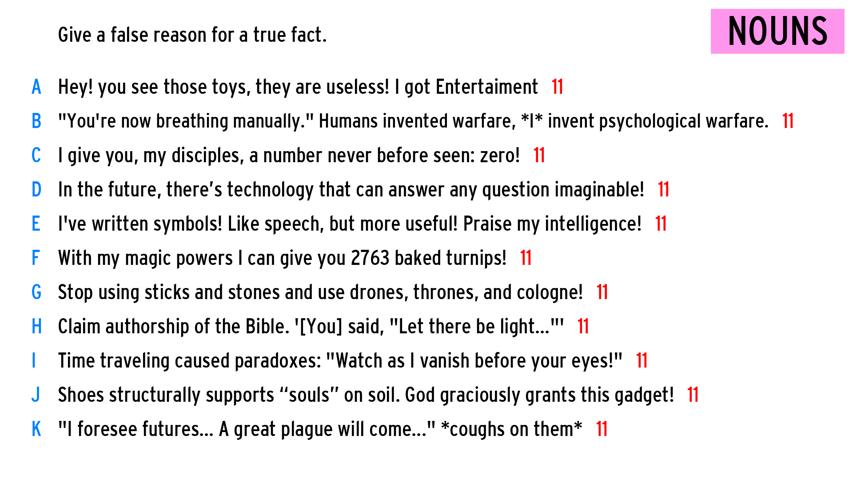 Give a false reason for a true fact.
NOUNS
A Hey! you see those toys, they are useless! I got Entertaiment 11
B "You're now breathing manually." Humans invented warfare, *I* invent psychological warfare. 11
C I give you, my disciples, a number never before seen: zero! 11
D In the future, there’s technology that can answer any question imaginable! 11
E I've written symbols! Like speech, but more useful! Praise my intelligence! 11
F With my magic powers I can give you 2763 baked turnips! 11
G Stop using sticks and stones and use drones, thrones, and cologne! 11
H Claim authorship of the Bible. '[You] said, "Let there be light..."' 11
I Time traveling caused paradoxes: "Watch as I vanish before your eyes!" 11
J Shoes structurally supports “souls” on soil. God graciously grants this gadget! 11
K "I foresee futures... A great plague will come..." *coughs on them* 11